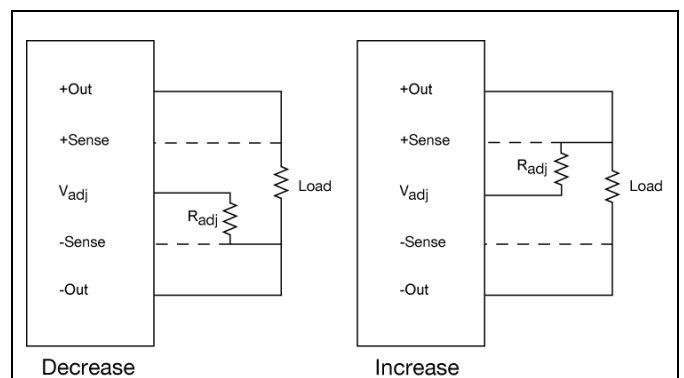 +Out
+Sense
Vadj
Radj
Load
-Sense
-Out
Decrease
+Out
+Sense
Radj
Vadj
Load
-Sense
-Out
Increase